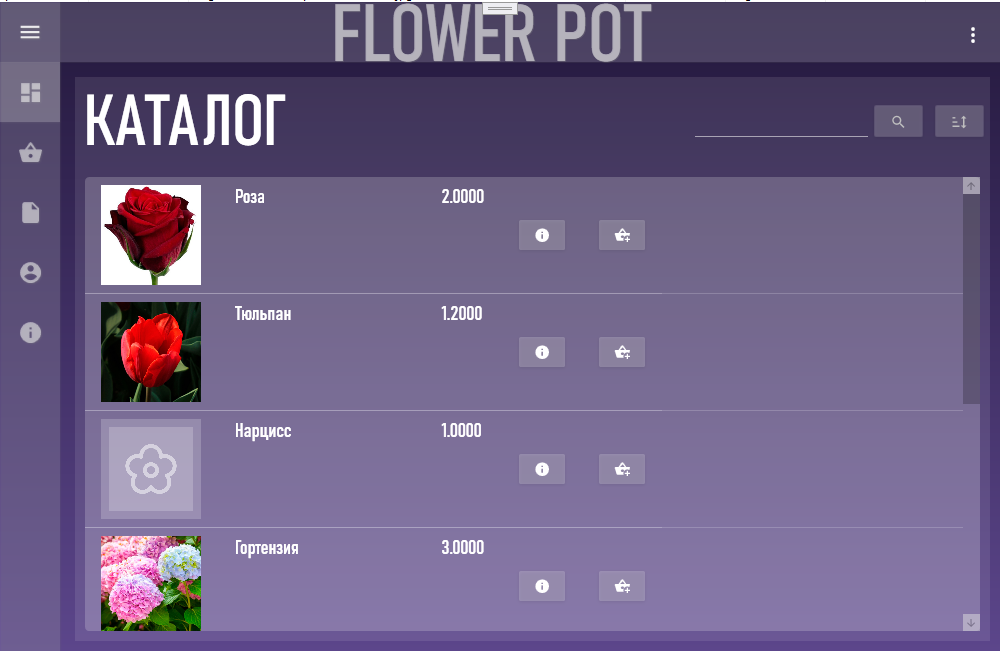 FLOWER POT
КАТАЛОГ
Роза 2.0000
Тюльпан 1.2000
Нарцисс 1.0000
Гортензия 3.0000